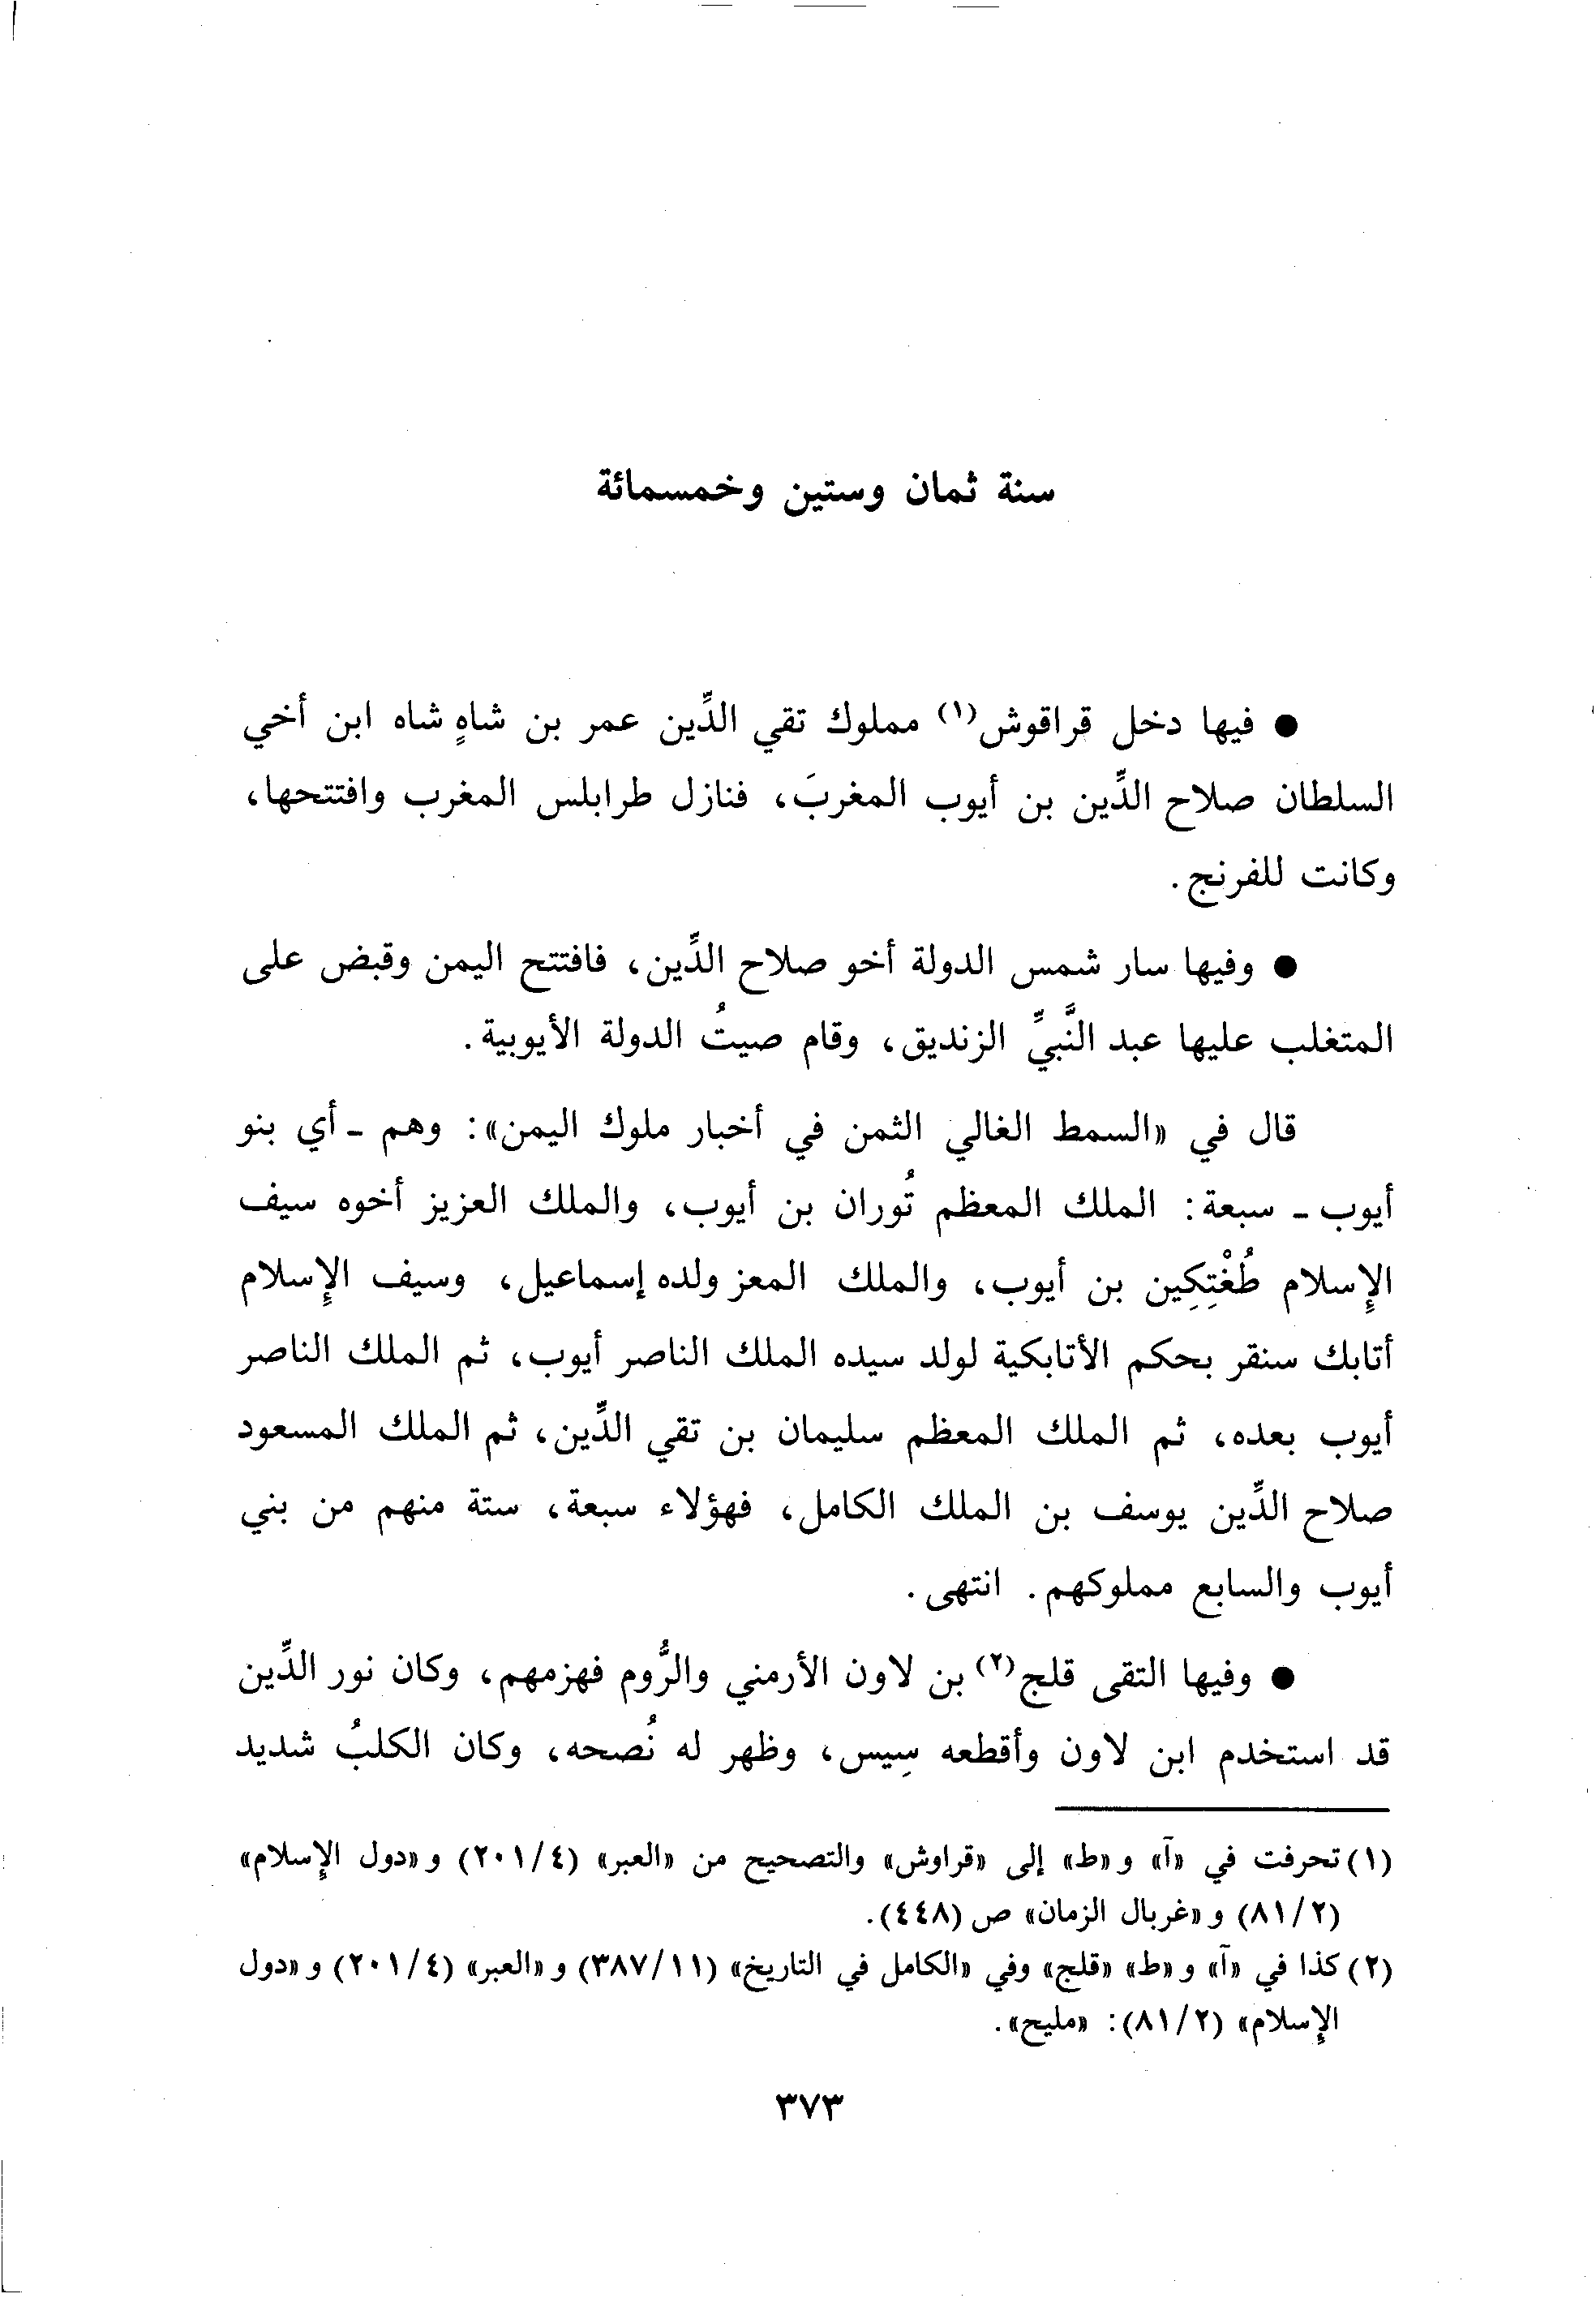 سنة ثمان وستين وخمسمائة
● فيها دخل قراقوش(١) مملوك تقي الدِّين عمر بن شاهٍ شاه ابن أخي
السلطان صلاح الدِّين بن أيوب المغربَ، فنازل طرابلس المغرب وافتتحها،
وكانت للفرنج.
● وفيها سار شمس الدولة أخو صلاح الدِّين، فافتتح اليمن وقبض على
المتغلب عليها عبد النَّبيِّ الزنديق، وقام صيتُ الدولة الأيوبية.
قال في «السمط الغالي الثمن في أخبار ملوك اليمن»: وهم - أي بنو
أيوب - سبعة: الملك المعظم تُوران بن أيوب، والملك العزيز أخوه سيف
الإسلام طُغْتِكِين بن أيوب، والملك المعز ولده إسماعيل، وسيف الإسلام
أتابك سنقر بحكم الأتابكية لولد سيده الملك الناصر أيوب، ثم الملك الناصر
أيوب بعده، ثم الملك المعظم سليمان بن تقي الدِّين، ثم الملك المسعود
صلاح الدِّين يوسف بن الملك الكامل، فهؤلاء سبعة، ستة منهم من بني
أيوب والسابع مملوكهم. انتهى.
● وفيها التقى قلج(٢) بن لاون الأرمني والرُّوم فهزمهم، وكان نور الدِّين
قد استخدم ابن لاون وأقطعه سِيس، وظهر له نُصحه، وكان الكلبُ شديد
(١) تحرفت في «آ» و«ط» إلى «قراوش» والتصحيح من «العبر» (٤/٢٠١) و«دول الإسلام»
(٢/٨١) و«غربال الزمان» ص (٤٤٨).
(٢) كذا في «آ» و«ط» «قلج» وفي «الكامل في التاريخ» (١١/٣٨٧) و«العبر» (٤/٢٠١) و«دول
الإسلام» (٢/٨١): «مليح».
٣٧٣